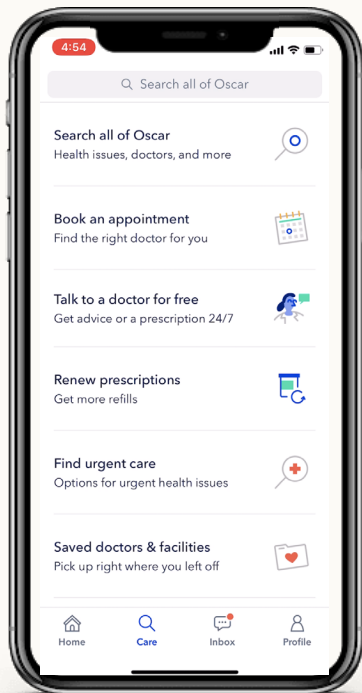 4:54
Search all of Oscar
Search all of Oscar
Health issues, doctors, and more
Book an appointment
Find the right doctor for you
Talk to a doctor for free
Get advice or a prescription 24/7
Renew prescriptions
Get more refills
Find urgent care
Options for urgent health issues
Saved doctors & facilities
Pick up right where you left off
Home Care Inbox Profile